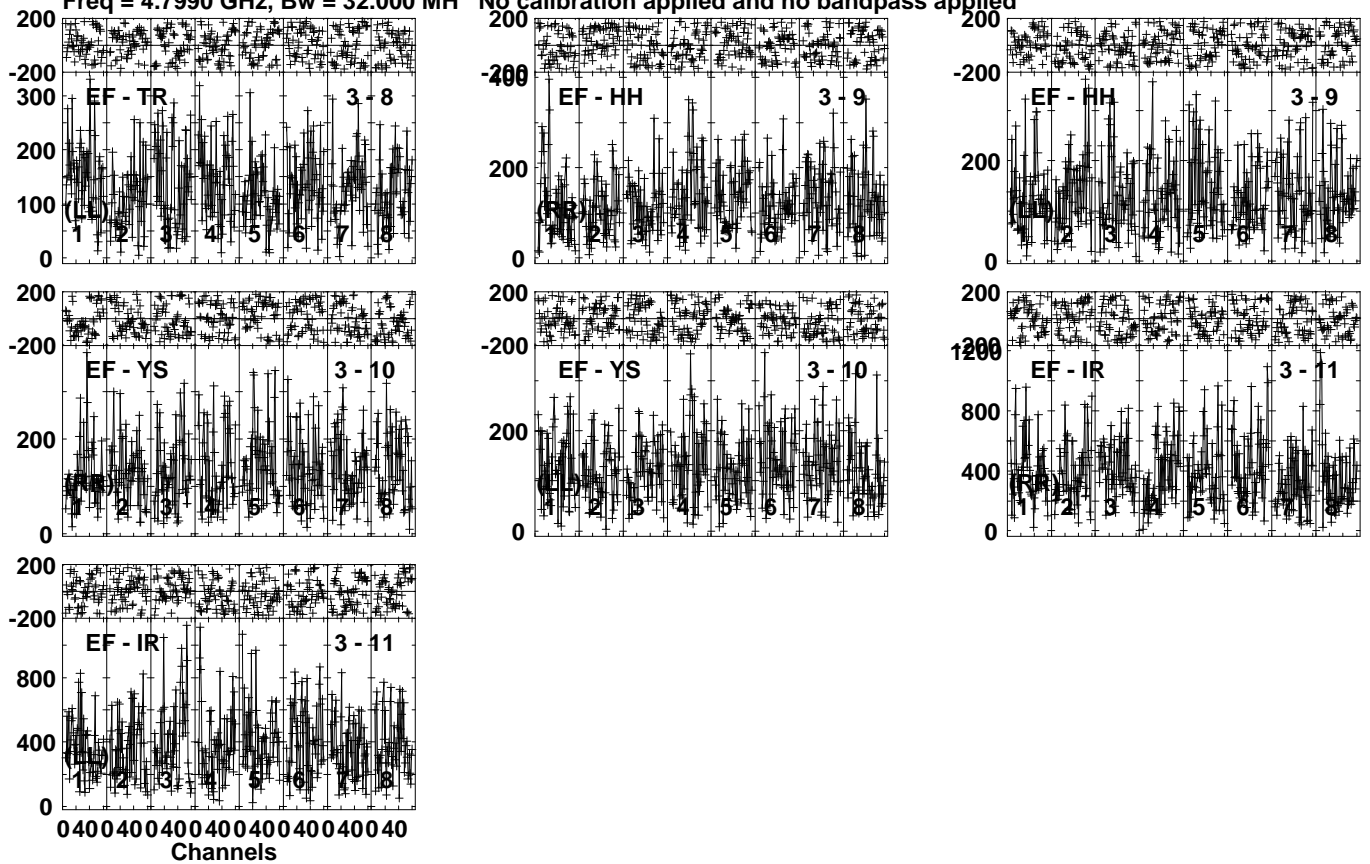 Freq = 4.7990 GHz, Bw = 32.000 MH No calibration applied and no bandpass applied
200
-200
300
200
100
0
EF - TR 3 - 8
(LL)
1 2 3 4 5 6 7 8
200
-200
400
200
0
EF - HH 3 - 9
(RR)
1 2 3 4 5 6 7 8
200
-200
200
0
EF - HH 3 - 9
(LL)
1 2 3 4 5 6 7 8
200
-200
200
0
EF - YS 3 - 10
(RR)
1 2 3 4 5 6 7 8
200
-200
200
0
EF - YS 3 - 10
(LL)
1 2 3 4 5 6 7 8
200
-200
1200
800
400
0
EF - IR 3 - 11
(RR)
1 2 3 4 5 6 7 8
200
-200
800
400
0
EF - IR 3 - 11
(LL)
1 2 3 4 5 6 7 8
0 40 0 40 0 40 0 40 0 40 0 40 0 40 0 40
Channels